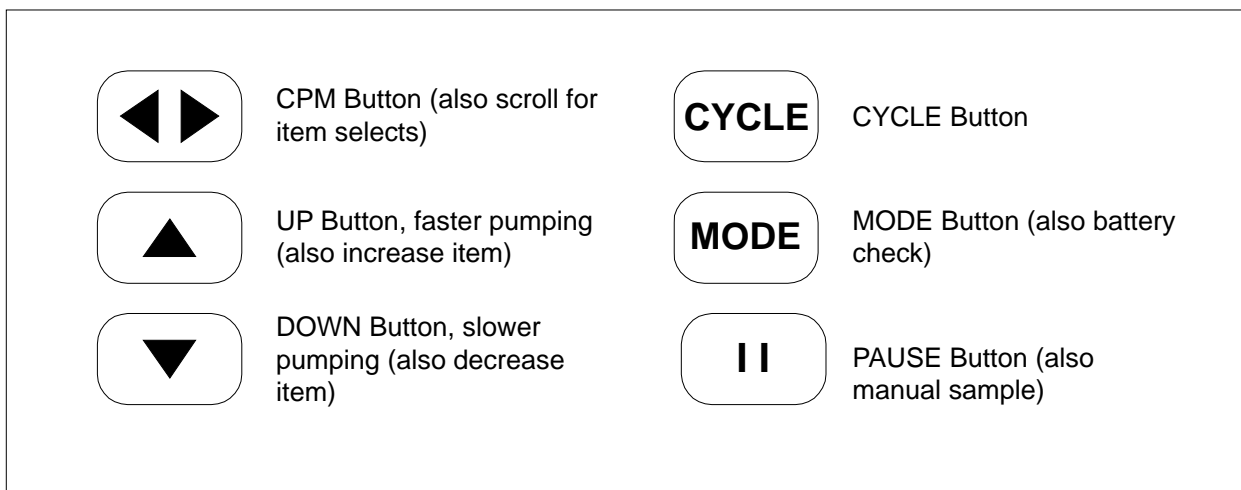 CPM Button (also scroll for
item selects)
UP Button, faster pumping
(also increase item)
DOWN Button, slower
pumping (also decrease
item)
CYCLE
CYCLE Button
MODE
MODE Button (also battery
check)
PAUSE Button (also
manual sample)